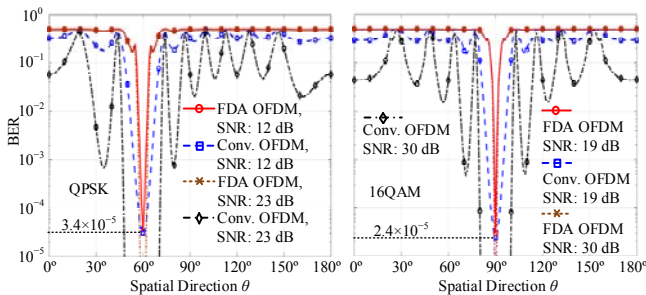 10⁰
10⁻¹
10⁻²
10⁻³
10⁻⁴
10⁻⁵
BER
FDA OFDM,
SNR: 12 dB
Conv. OFDM,
SNR: 12 dB
FDA OFDM,
SNR: 23 dB
Conv. OFDM,
SNR: 23 dB
QPSK
3.4×10⁻⁵
0° 30° 60° 90° 120° 150° 180°
Spatial Direction θ
Conv. OFDM
SNR: 30 dB
FDA OFDM
SNR: 19 dB
Conv. OFDM
SNR: 19 dB
FDA OFDM
SNR: 30 dB
16QAM
2.4×10⁻⁵
0° 30° 60° 90° 120° 150° 180°
Spatial Direction θ